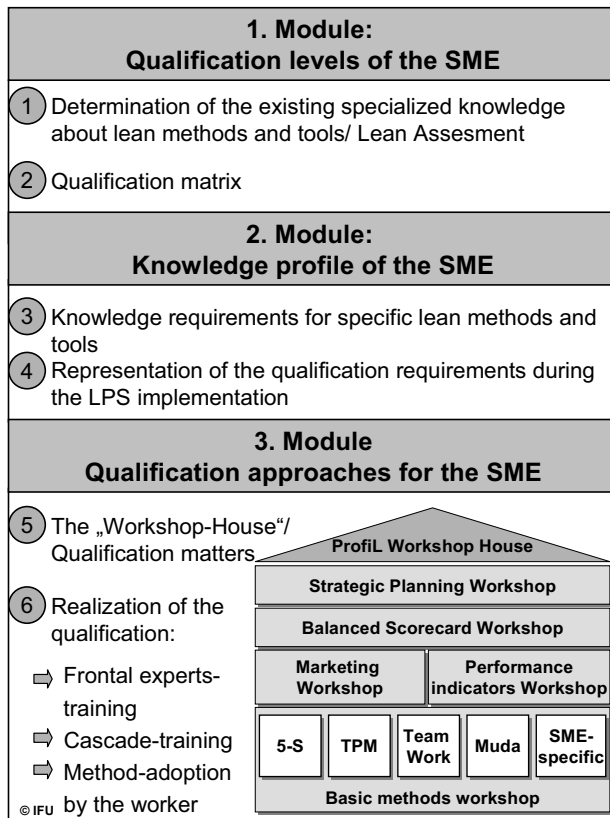 1. Module:
Qualification levels of the SME
1 Determination of the existing specialized knowledge
about lean methods and tools/ Lean Assesment
2 Qualification matrix
2. Module:
Knowledge profile of the SME
3 Knowledge requirements for specific lean methods and
tools
4 Representation of the qualification requirements during
the LPS implementation
3. Module
Qualification approaches for the SME
5 The „Workshop-House“/
Qualification matters
6 Realization of the
qualification:
Frontal experts-
training
Cascade-training
Method-adoption
by the worker
© IFU
ProfiL Workshop House
Strategic Planning Workshop
Balanced Scorecard Workshop
Marketing
Workshop
Performance
indicators Workshop
5-S
TPM
Team
Work
Muda
SME-
specific
Basic methods workshop